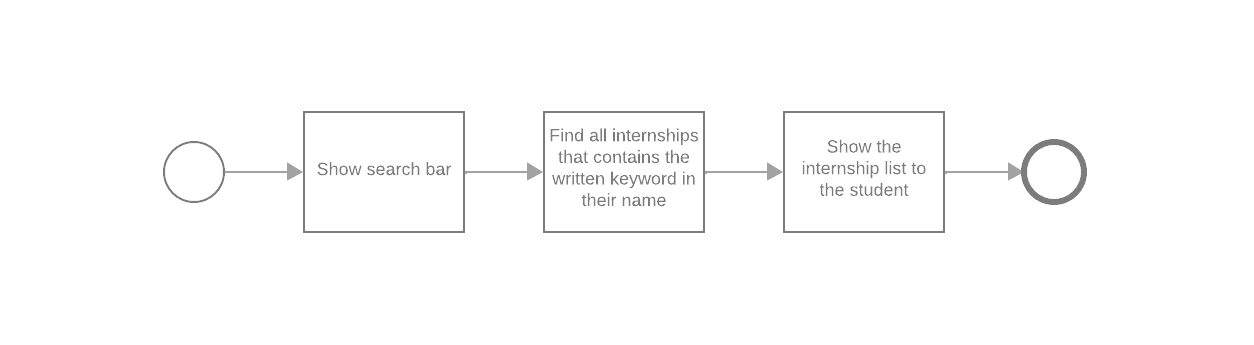 Show search bar
Find all internships
that contains the
written keyword in
their name
Show the
internship list to
the student